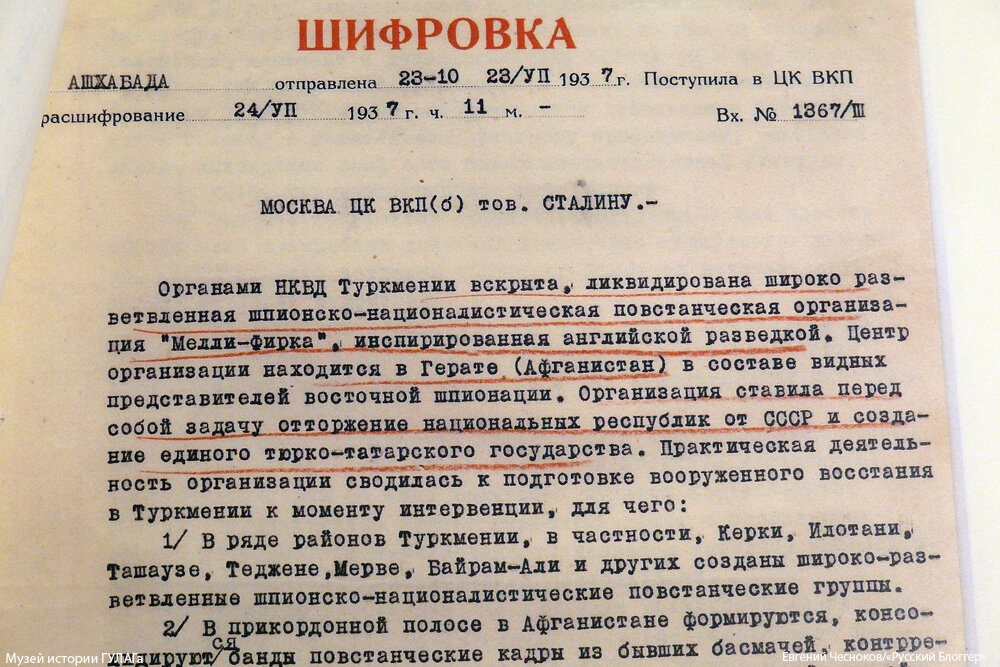 ШИФРОВКА
АШХАБАДА отправлена 23-10 23/УП 1937г. Поступила в ЦК ВКП
расшифрование 24/УП 1937г. ч. 11 м. - Вх. № 1367/Ш
МОСКВА ЦК ВКП(б) тов. СТАЛИНУ.-
Органами НКВД Туркмении вскрыта, ликвидирована широко раз-
ветвленная шпионско-националистическая повстанческая организа-
ция "Мелли-фирка", инспирированная английской разведкой. Центр
организации находится в Герате (Афганистан) в составе видных
представителей восточной шпионации. Организация ставила перед
собой задачу отторжение национальных республик от СССР и созда-
ние единого тюрко-татарского государства. Практическая деятель-
ность организации сводилась к подготовке вооруженного восстания
в Туркмении к моменту интервенции, для чего:
1/ В ряде районов Туркмении, в частности, Керки, Илотани,
Ташаузе, Теджене,Мерве, Байрам-Али и других созданы широко-раз-
ветвленные шпионско-националистические повстанческие группы.
2/ В прикордонной полосе в Афганистане формируются, консо-
лидируются банды повстанческие кадры из бывших басмачей, контрре-
Музей истории ГУЛАГа
Евгений Чесноков/«Русский Блоггер»